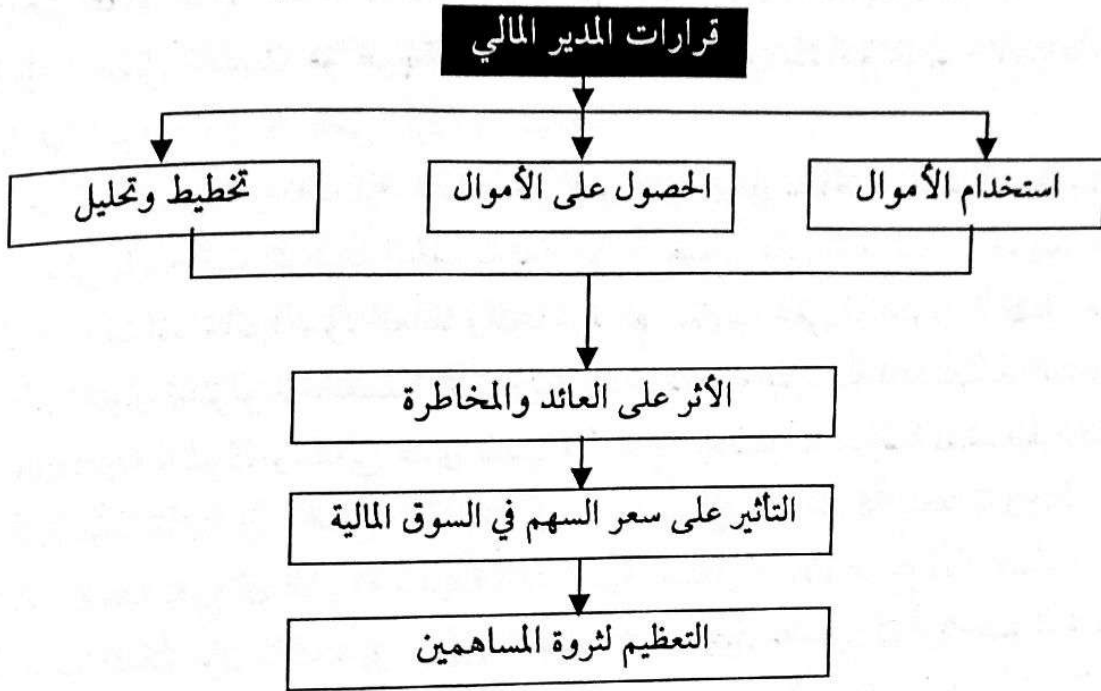 قرارات المدير المالي
استخدام الأموال
الحصول على الأموال
تخطيط وتحليل
الأثر على العائد والمخاطرة
التأثير على سعر السهم في السوق المالية
التعظيم لثروة المساهمين